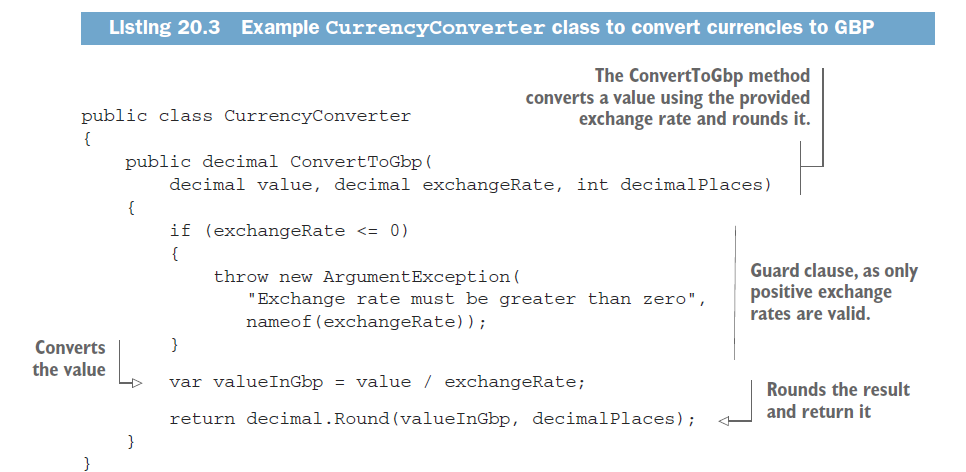 Listing 20.3 Example CurrencyConverter class to convert currencies to GBP
The ConvertToGbp method
converts a value using the provided
exchange rate and rounds it.
public class CurrencyConverter
{
public decimal ConvertToGbp(
decimal value, decimal exchangeRate, int decimalPlaces)
{
if (exchangeRate <= 0)
{
throw new ArgumentException(
"Exchange rate must be greater than zero",
nameof(exchangeRate));
}
Guard clause, as only
positive exchange
rates are valid.
Converts
the value
var valueInGbp = value / exchangeRate;
return decimal.Round(valueInGbp, decimalPlaces);
Rounds the result
and return it
}
}